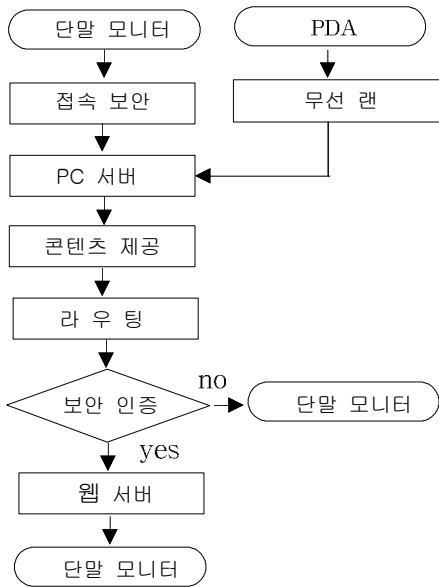 단말 모니터
PDA
접속 보안
무선 랜
PC 서버
콘텐츠 제공
라 우 팅
보안 인증
no
단말 모니터
yes
웹 서버
단말 모니터